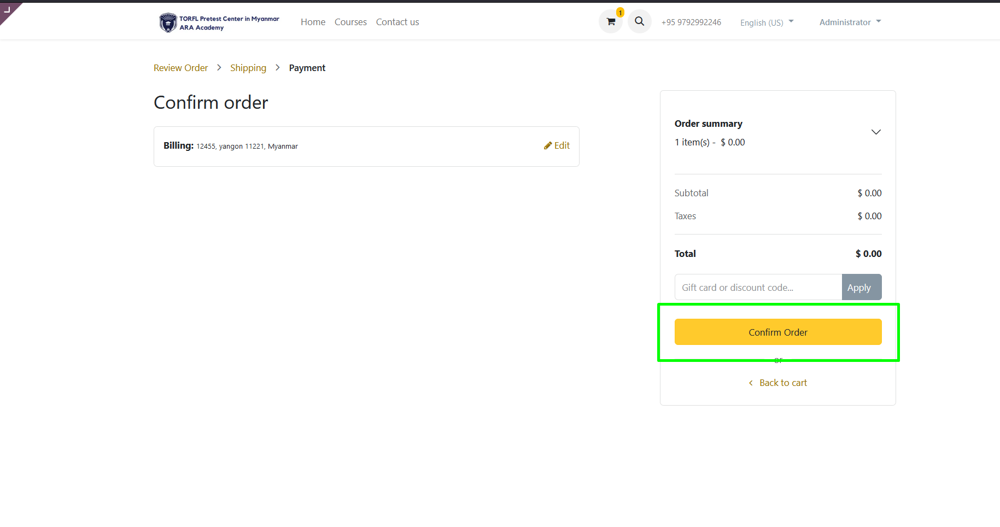 TORFL Pretest Center in Myanmar
ARA Academy
Home Courses Contact us
1
+95 9792992246
English (US)
Administrator
Review Order > Shipping > Payment
Confirm order
Billing: 12455, yangon 11221, Myanmar
Edit
Order summary
1 item(s) - $ 0.00
Subtotal $ 0.00
Taxes $ 0.00
Total $ 0.00
Gift card or discount code... Apply
Confirm Order
or
< Back to cart